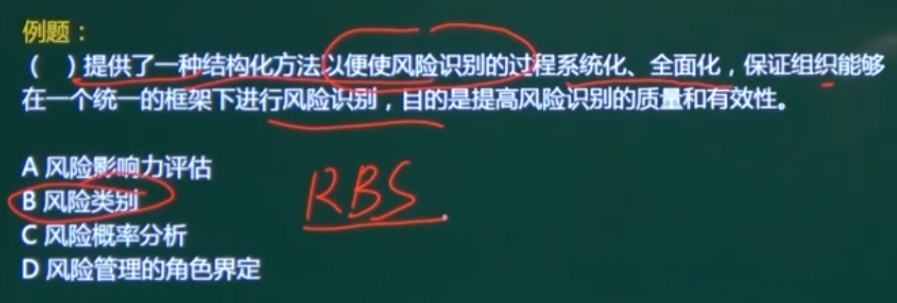 例题：
（ ）提供了一种结构化方法以便使风险识别的过程系统化、全面化，保证组织能够
在一个统一的框架下进行风险识别，目的是提高风险识别的质量和有效性。
A 风险影响力评估
B 风险类别
RBS
C 风险概率分析
D 风险管理的角色界定